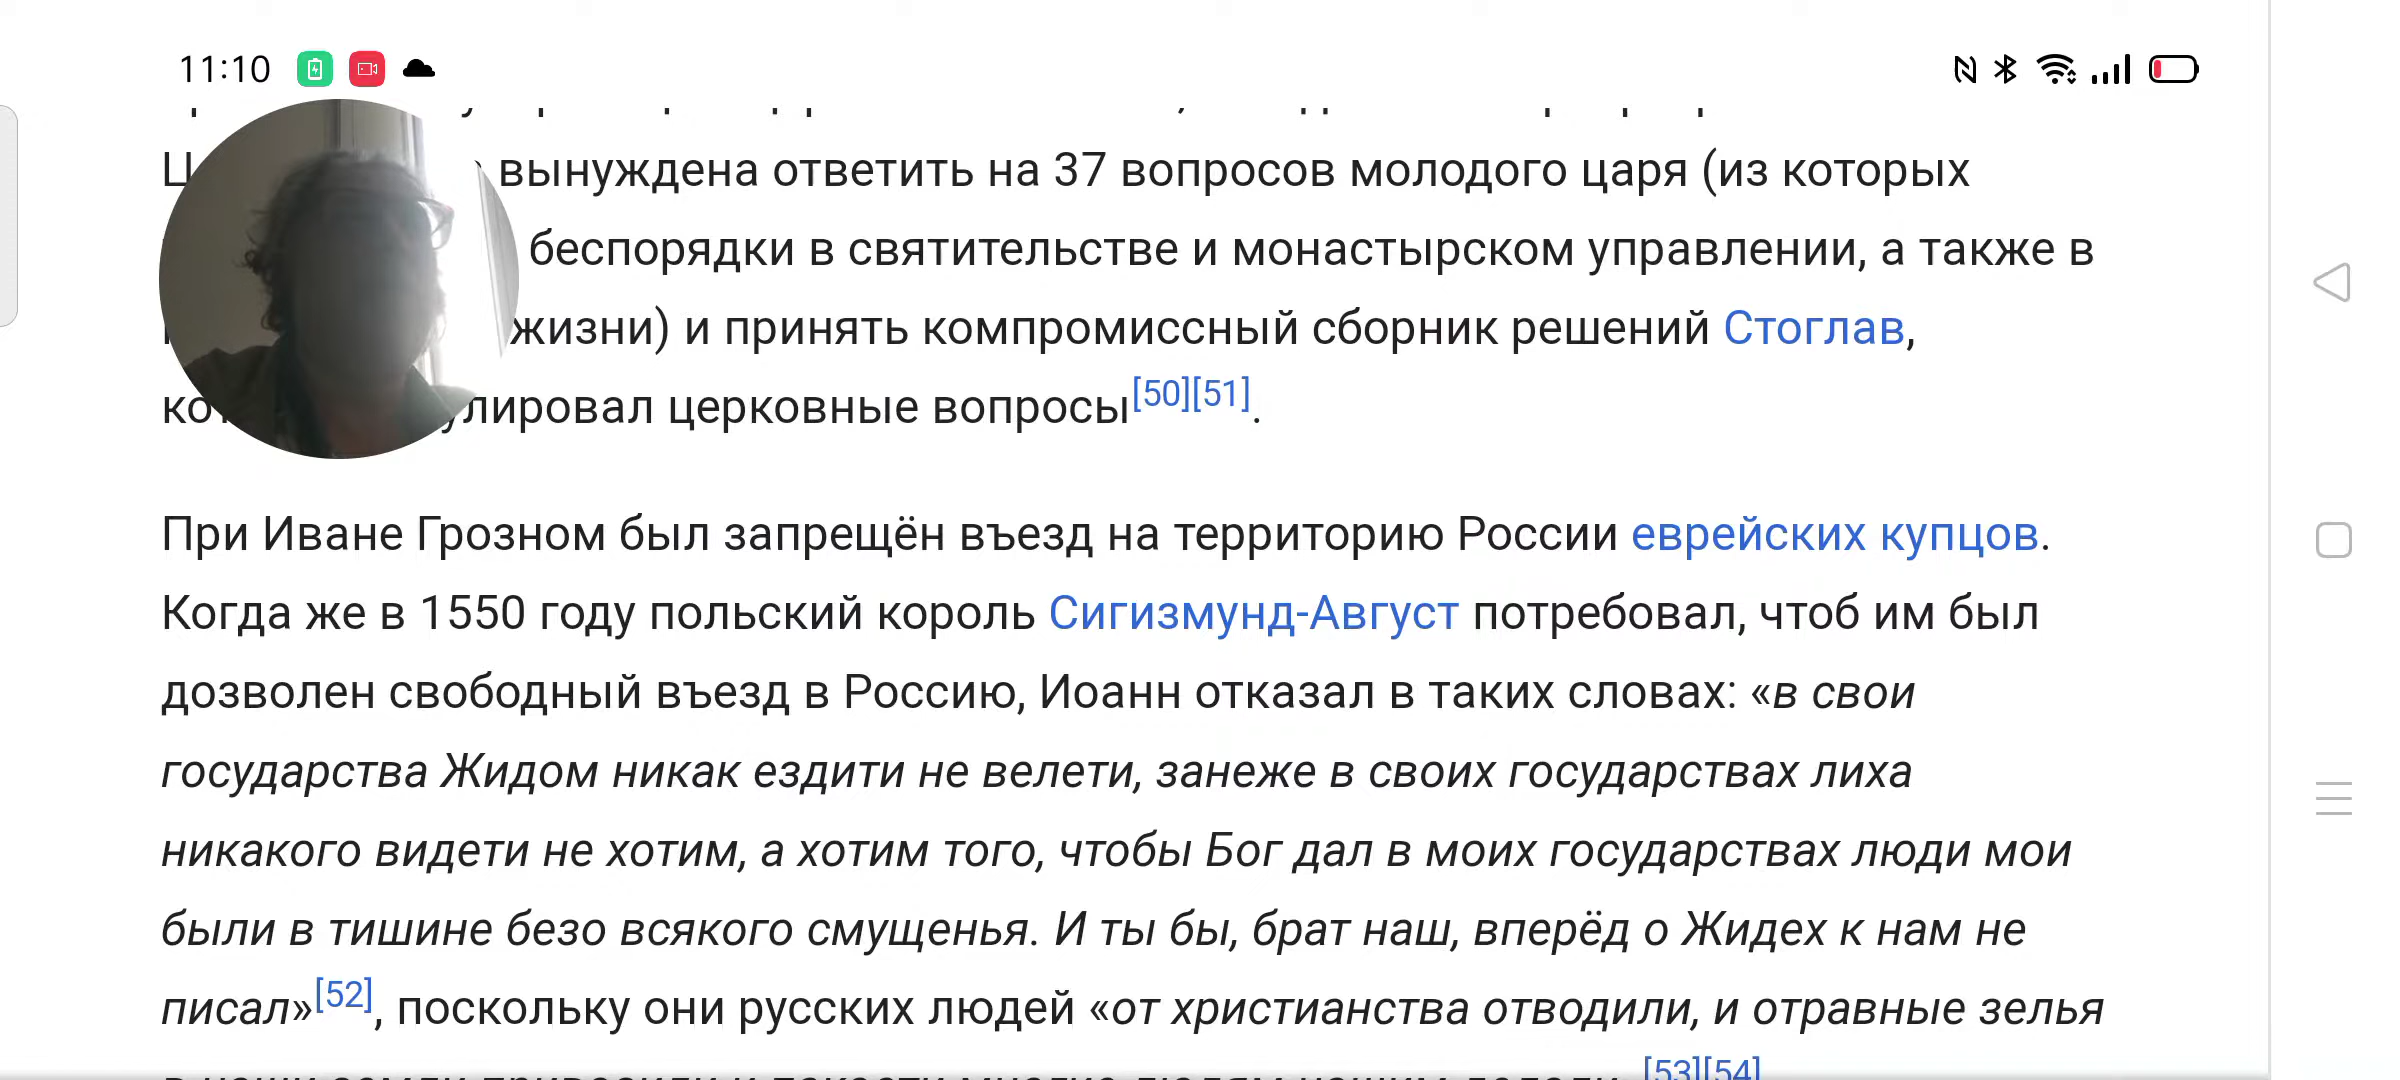 11:10
вынуждена ответить на 37 вопросов молодого царя (из которых
беспорядки в святительстве и монастырском управлении, а также в
жизни) и принять компромиссный сборник решений Стоглав,
церковные вопросы[50][51].
При Иване Грозном был запрещён въезд на территорию России еврейских купцов.
Когда же в 1550 году польский король Сигизмунд-Август потребовал, чтоб им был
дозволен свободный въезд в Россию, Иоанн отказал в таких словах: «в свои
государства Жидом никак ездити не велети, занеже в своих государствах лиха
никакого видети не хотим, а хотим того, чтобы Бог дал в моих государствах люди мои
были в тишине безо всякого смущенья. И ты бы, брат наш, вперёд о Жидех к нам не
писал»[52], поскольку они русских людей «от христианства отводили, и отравные зелья
[53][54]